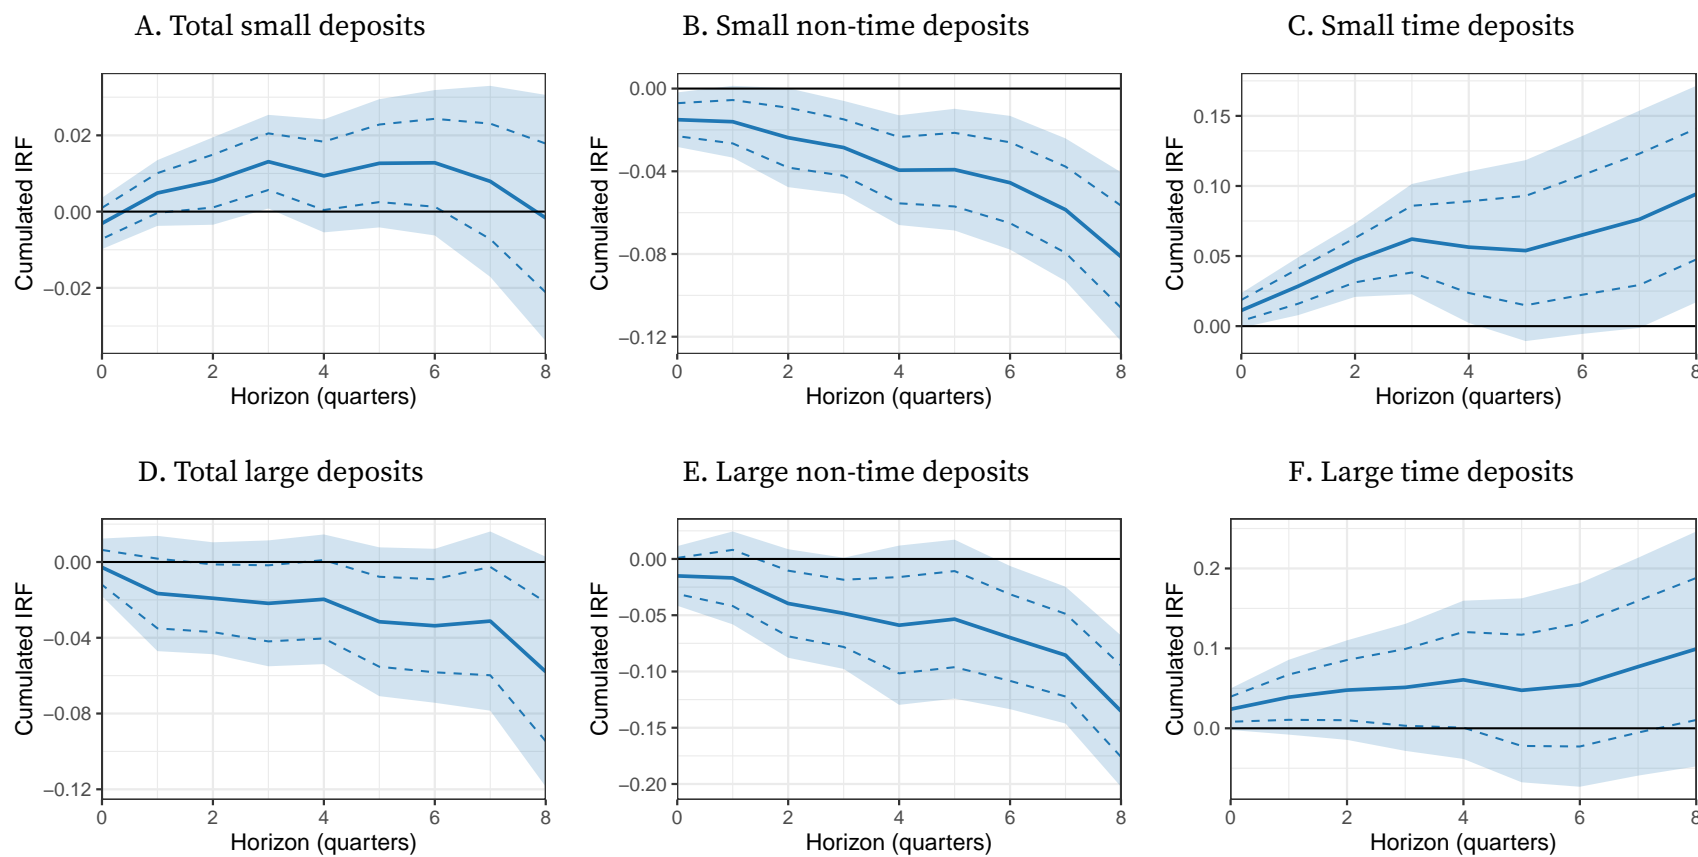 A. Total small deposits
Cumulated IRF
0.02
0.00
−0.02
0 2 4 6 8
Horizon (quarters)
B. Small non-time deposits
Cumulated IRF
0.00
−0.04
−0.08
−0.12
0 2 4 6 8
Horizon (quarters)
C. Small time deposits
Cumulated IRF
0.15
0.10
0.05
0.00
0 2 4 6 8
Horizon (quarters)
D. Total large deposits
Cumulated IRF
0.00
−0.04
−0.08
−0.12
0 2 4 6 8
Horizon (quarters)
E. Large non-time deposits
Cumulated IRF
0.00
−0.05
−0.10
−0.15
−0.20
0 2 4 6 8
Horizon (quarters)
F. Large time deposits
Cumulated IRF
0.2
0.1
0.0
0 2 4 6 8
Horizon (quarters)